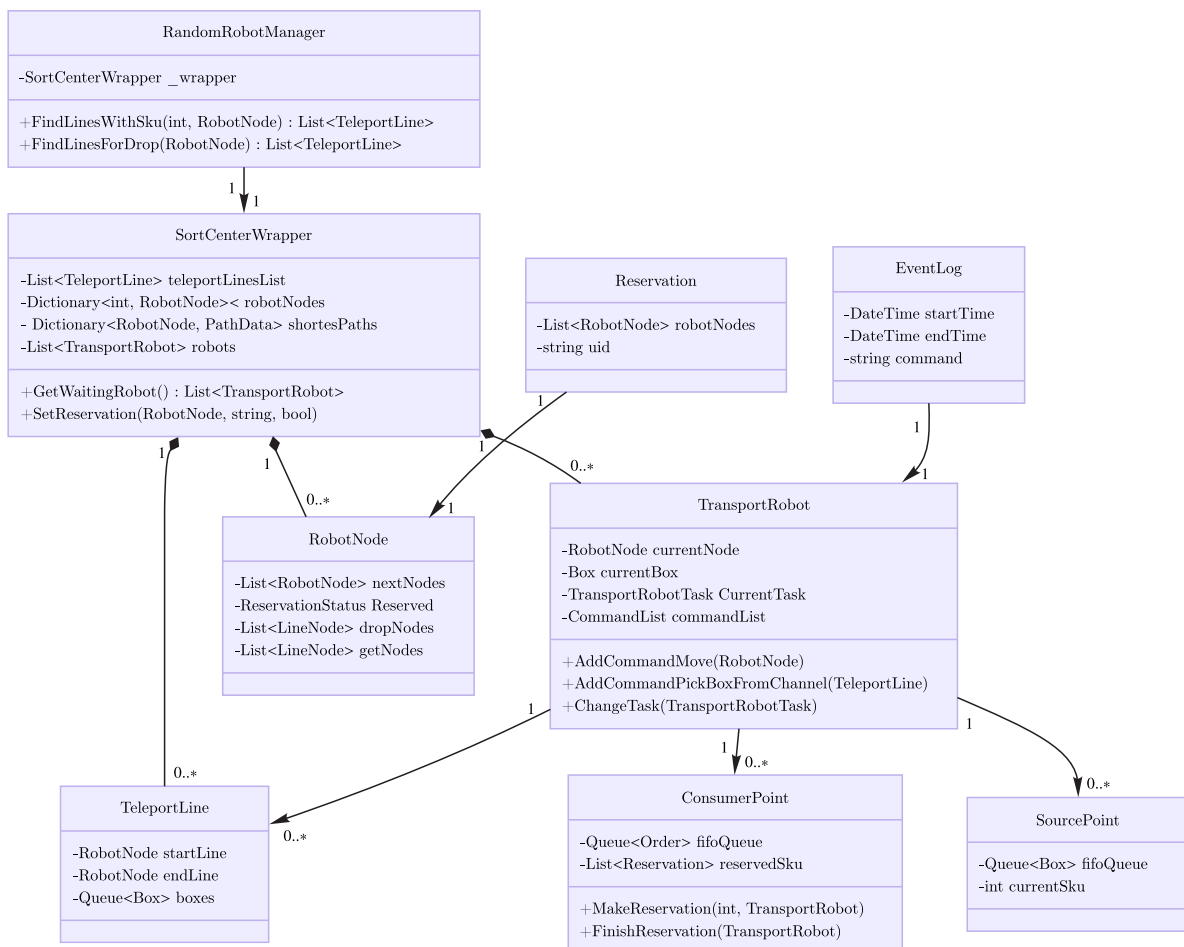 RandomRobotManager
-SortCenterWrapper _wrapper
+FindLinesWithSku(int, RobotNode) : List<TeleportLine>
+FindLinesForDrop(RobotNode) : List<TeleportLine>
1
1
SortCenterWrapper
-List<TeleportLine> teleportLinesList
-Dictionary<int, RobotNode>< robotNodes
- Dictionary<RobotNode, PathData> shortesPaths
-List<TransportRobot> robots
+GetWaitingRobot() : List<TransportRobot>
+SetReservation(RobotNode, string, bool)
Reservation
-List<RobotNode> robotNodes
-string uid
EventLog
-DateTime startTime
-DateTime endTime
-string command
1
1
1
1
1
0..*
0..*
1
1
RobotNode
-List<RobotNode> nextNodes
-ReservationStatus Reserved
-List<LineNode> dropNodes
-List<LineNode> getNodes
TransportRobot
-RobotNode currentNode
-Box currentBox
-TransportRobotTask CurrentTask
-CommandList commandList
+AddCommandMove(RobotNode)
+AddCommandPickBoxFromChannel(TeleportLine)
+ChangeTask(TransportRobotTask)
1
1
1
0..*
0..*
0..*
0..*
TeleportLine
-RobotNode startLine
-RobotNode endLine
-Queue<Box> boxes
ConsumerPoint
-Queue<Order> fifoQueue
-List<Reservation> reservedSku
+MakeReservation(int, TransportRobot)
+FinishReservation(TransportRobot)
SourcePoint
-Queue<Box> fifoQueue
-int currentSku